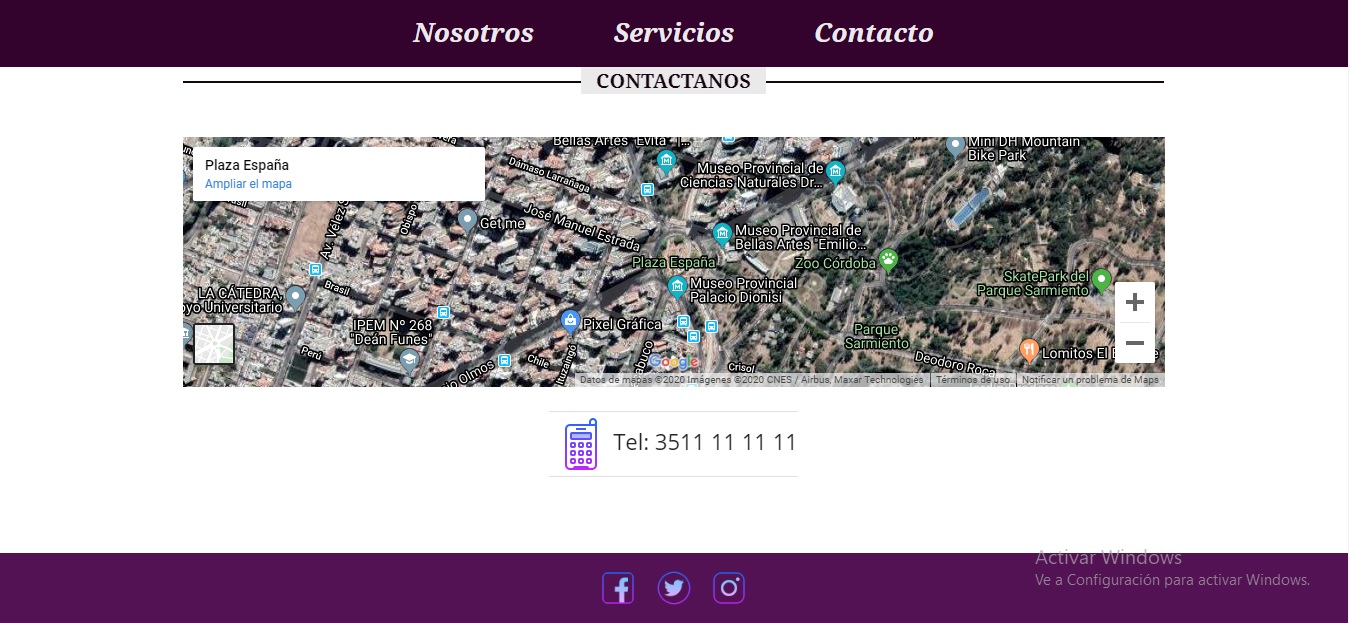 Nosotros Servicios Contacto
CONTACTANOS
Plaza España
Ampliar el mapa
Bellas Artes "Evita"
Dámaso Larrañaga
Museo Provincial de
Ciencias Naturales Dr...
Mini DH Mountain
Bike Park
Av. Vélez
Obispo
Get me
José Manuel Estrada
Museo Provincial de
Bellas Artes "Emilio...
Plaza España
Zoo Córdoba
Museo Provincial
Palacio Dionisi
SkatePark del
Parque Sarmiento
Brasil
LA CÁTEDRA,
oyo Universitario
IPEM Nº 268
"Deán Funes"
Pixel Gráfica
Parque
Sarmiento
Perú
io Olmos
Chile
ituzaingó
abuco
Google
Crisol
Deodoro Roca
Lomitos El
Datos de mapas ©2020 Imágenes ©2020 CNES / Airbus, Maxar Technologies
Términos de uso
Notificar un problema de Maps
Tel: 3511 11 11 11
Activar Windows
Ve a Configuración para activar Windows.